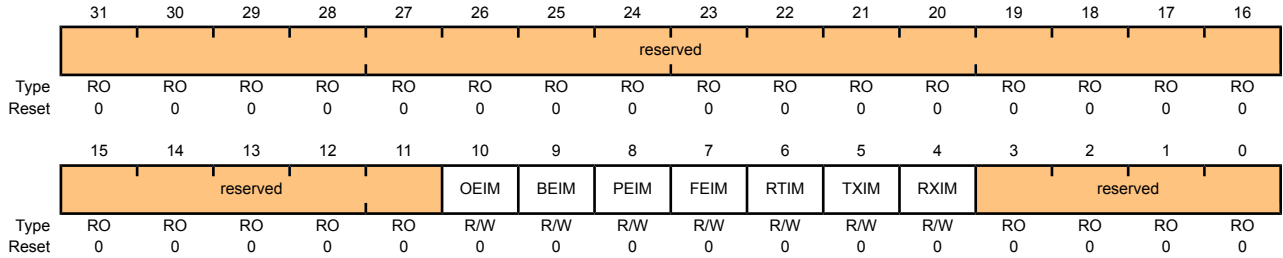 31 30 29 28 27 26 25 24 23 22 21 20 19 18 17 16
reserved
Type RO RO RO RO RO RO RO RO RO RO RO RO RO RO RO RO
Reset 0 0 0 0 0 0 0 0 0 0 0 0 0 0 0 0
15 14 13 12 11 10 9 8 7 6 5 4 3 2 1 0
reserved OEIM BEIM PEIM FEIM RTIM TXIM RXIM reserved
Type RO RO RO RO RO R/W R/W R/W R/W R/W R/W R/W RO RO RO RO
Reset 0 0 0 0 0 0 0 0 0 0 0 0 0 0 0 0